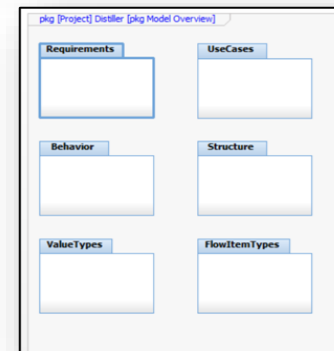 pkg [Project] Distiller [pkg Model Overview]
Requirements
UseCases
Behavior
Structure
ValueTypes
FlowItemTypes